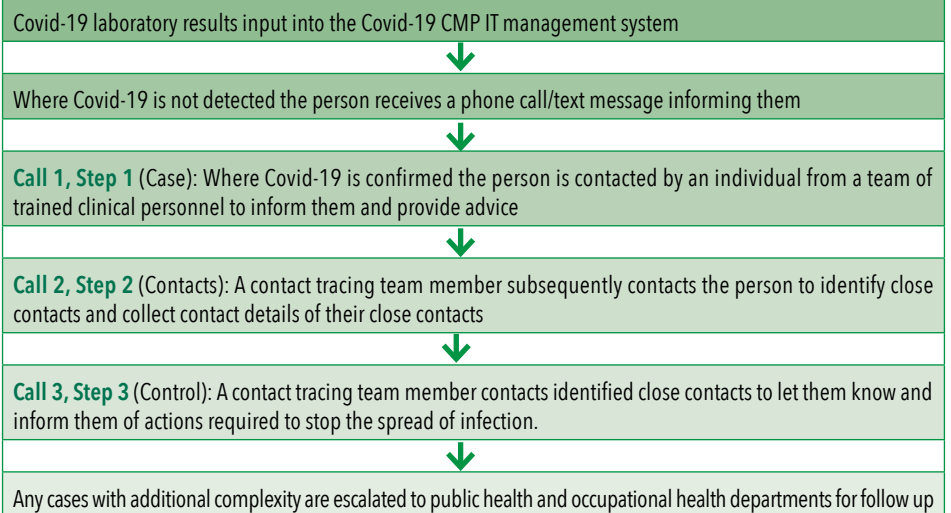 Covid-19 laboratory results input into the Covid-19 CMP IT management system
Where Covid-19 is not detected the person receives a phone call/text message informing them
Call 1, Step 1 (Case): Where Covid-19 is confirmed the person is contacted by an individual from a team of
trained clinical personnel to inform them and provide advice
Call 2, Step 2 (Contacts): A contact tracing team member subsequently contacts the person to identify close
contacts and collect contact details of their close contacts
Call 3, Step 3 (Control): A contact tracing team member contacts identified close contacts to let them know and
inform them of actions required to stop the spread of infection.
Any cases with additional complexity are escalated to public health and occupational health departments for follow up